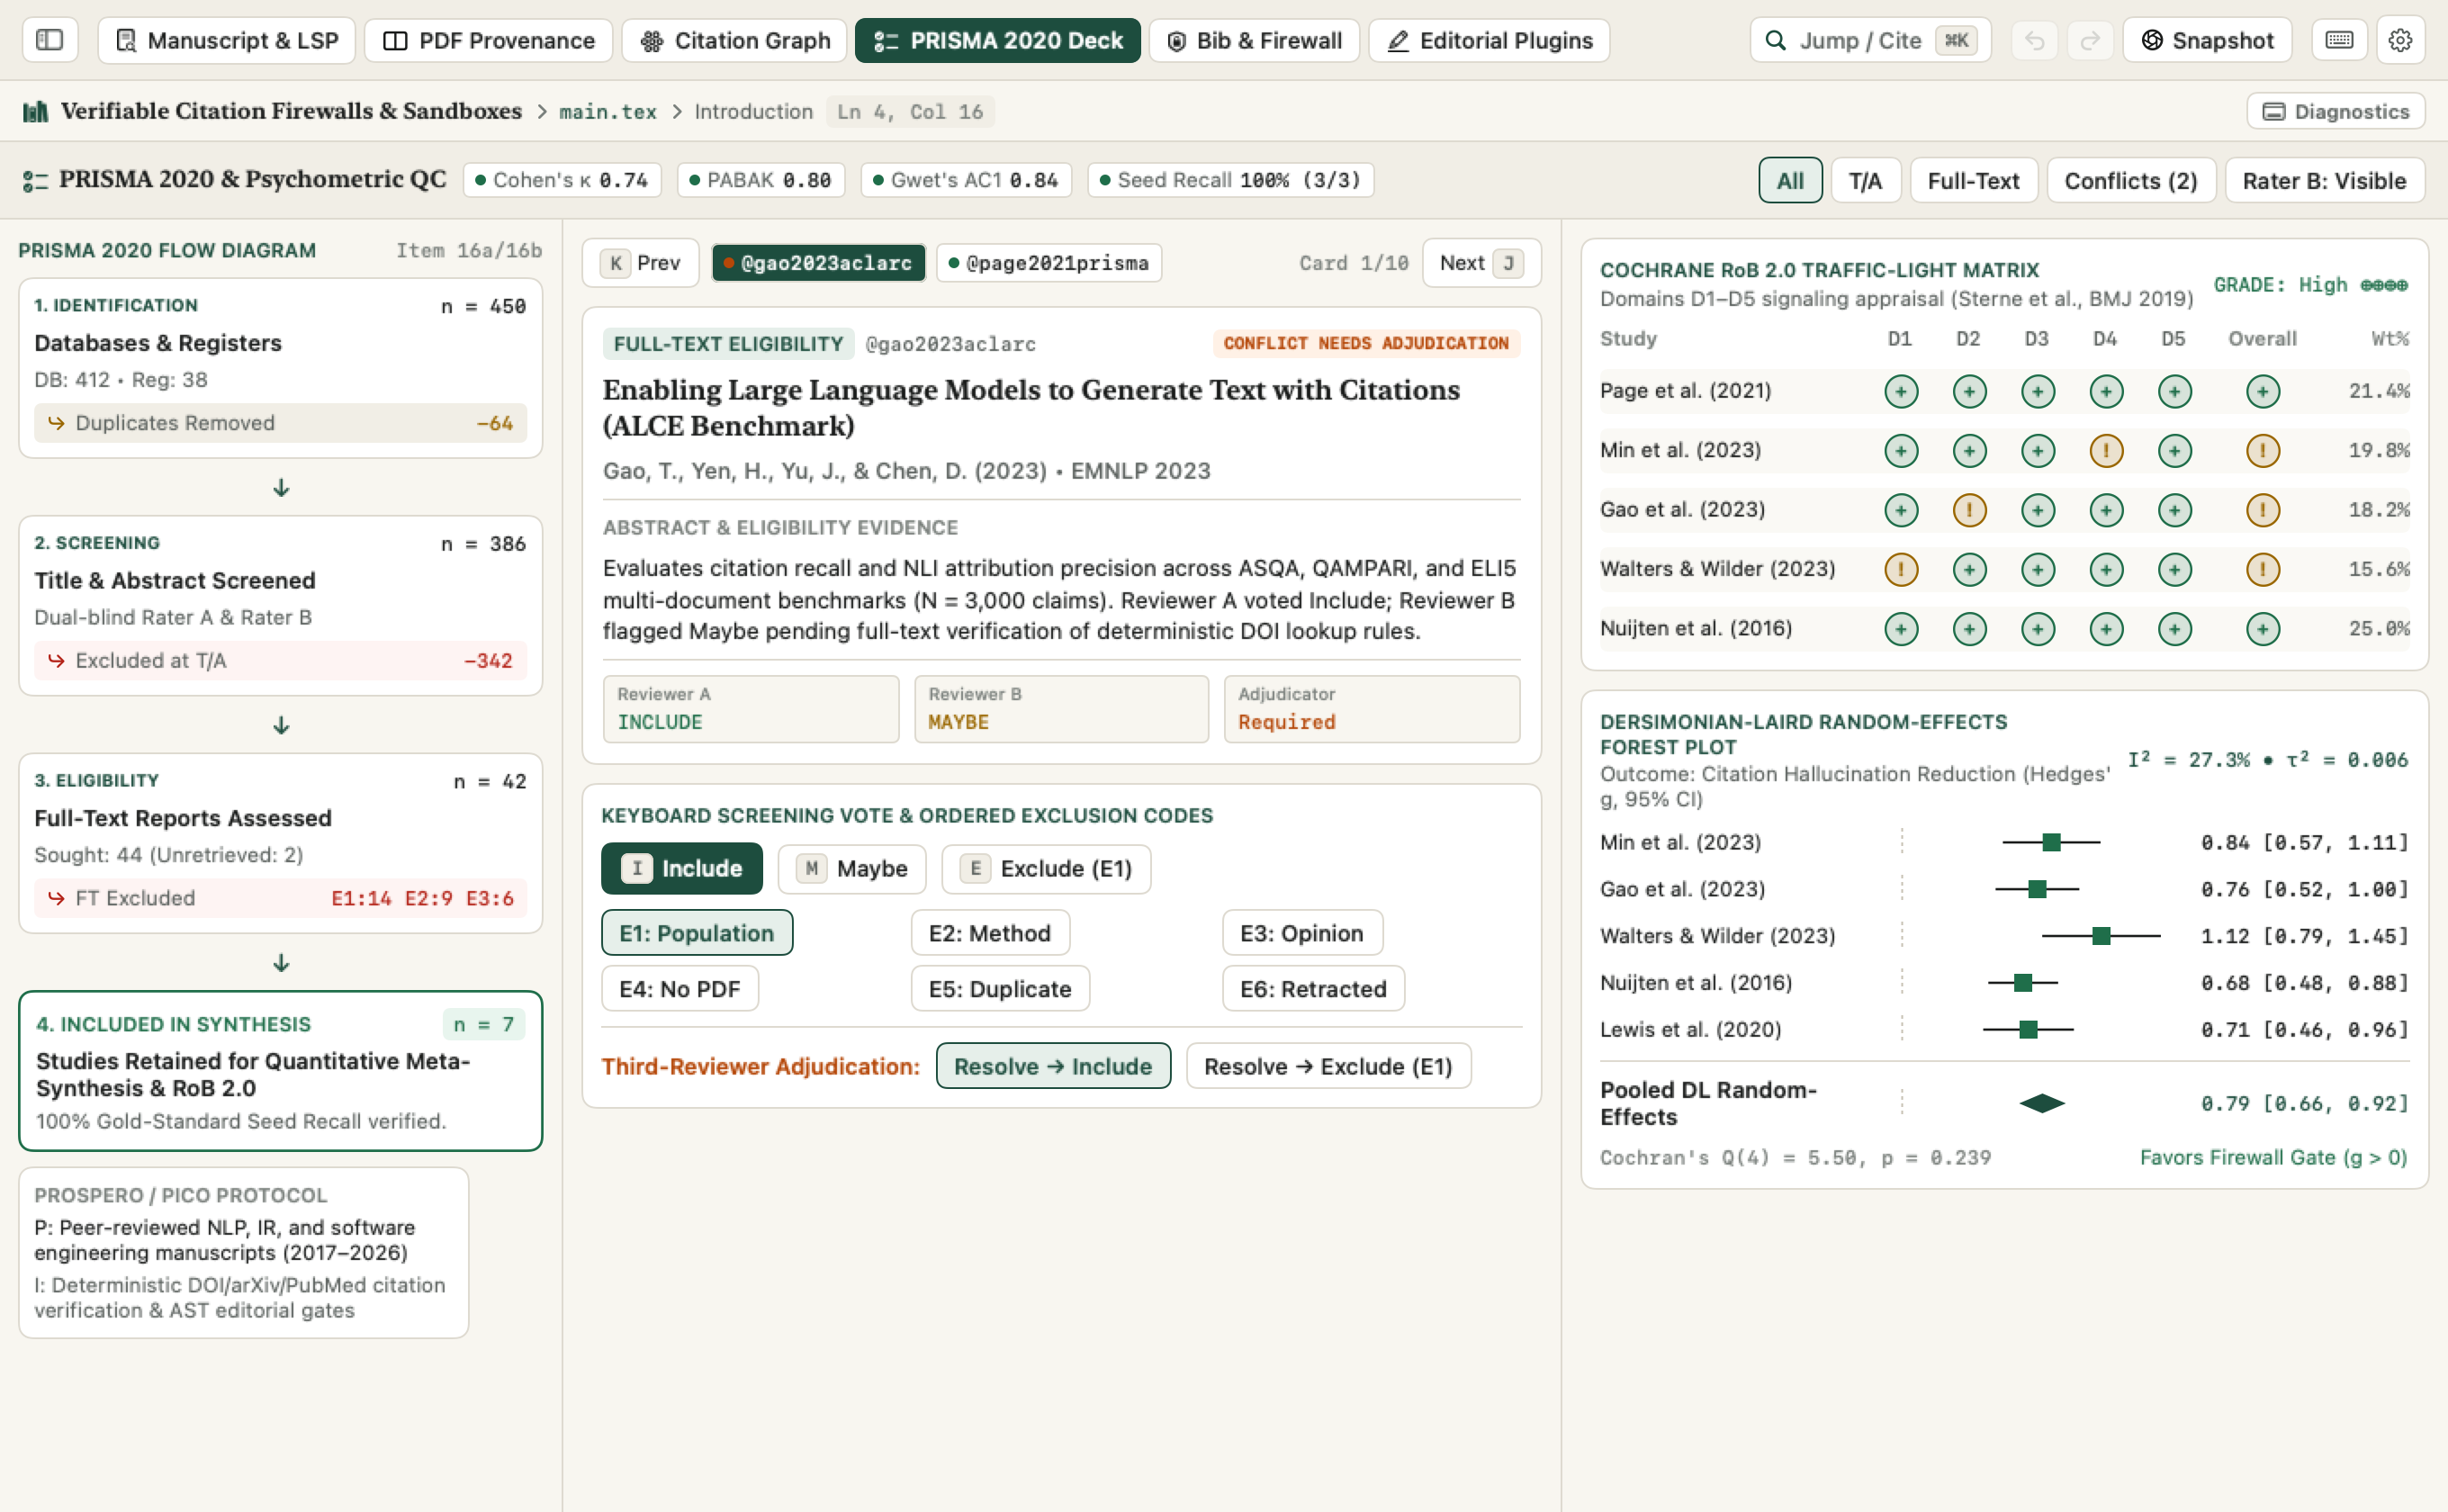 Manuscript & LSP
PDF Provenance
Citation Graph
PRISMA 2020 Deck
Bib & Firewall
Editorial Plugins
Jump / Cite ⌘K
Snapshot
Verifiable Citation Firewalls & Sandboxes > main.tex > Introduction Ln 4, Col 16
Diagnostics
PRISMA 2020 & Psychometric QC
Cohen's κ 0.74
PABAK 0.80
Gwet's AC1 0.84
Seed Recall 100% (3/3)
All
T/A
Full-Text
Conflicts (2)
Rater B: Visible
PRISMA 2020 FLOW DIAGRAM Item 16a/16b
1. IDENTIFICATION n = 450
Databases & Registers
DB: 412 • Reg: 38
↪ Duplicates Removed −64
↓
2. SCREENING n = 386
Title & Abstract Screened
Dual-blind Rater A & Rater B
↪ Excluded at T/A −342
↓
3. ELIGIBILITY n = 42
Full-Text Reports Assessed
Sought: 44 (Unretrieved: 2)
↪ FT Excluded E1:14 E2:9 E3:6
↓
4. INCLUDED IN SYNTHESIS n = 7
Studies Retained for Quantitative Meta-
Synthesis & RoB 2.0
100% Gold-Standard Seed Recall verified.
PROSPERO / PICO PROTOCOL
P: Peer-reviewed NLP, IR, and software
engineering manuscripts (2017–2026)
I: Deterministic DOI/arXiv/PubMed citation
verification & AST editorial gates
K Prev
@gao2023aclarc
@page2021prisma
Card 1/10
Next J
FULL-TEXT ELIGIBILITY @gao2023aclarc CONFLICT NEEDS ADJUDICATION
Enabling Large Language Models to Generate Text with Citations
(ALCE Benchmark)
Gao, T., Yen, H., Yu, J., & Chen, D. (2023) • EMNLP 2023
ABSTRACT & ELIGIBILITY EVIDENCE
Evaluates citation recall and NLI attribution precision across ASQA, QAMPARI, and ELI5
multi-document benchmarks (N = 3,000 claims). Reviewer A voted Include; Reviewer B
flagged Maybe pending full-text verification of deterministic DOI lookup rules.
Reviewer A
INCLUDE
Reviewer B
MAYBE
Adjudicator
Required
KEYBOARD SCREENING VOTE & ORDERED EXCLUSION CODES
I Include
M Maybe
E Exclude (E1)
E1: Population
E2: Method
E3: Opinion
E4: No PDF
E5: Duplicate
E6: Retracted
Third-Reviewer Adjudication: Resolve → Include Resolve → Exclude (E1)
COCHRANE RoB 2.0 TRAFFIC-LIGHT MATRIX
Domains D1–D5 signaling appraisal (Sterne et al., BMJ 2019)
GRADE: High ⊕⊕⊕⊕
Study D1 D2 D3 D4 D5 Overall Wt%
Page et al. (2021) + + + + + + 21.4%
Min et al. (2023) + + + ! + ! 19.8%
Gao et al. (2023) + ! + + + ! 18.2%
Walters & Wilder (2023) ! + + + + ! 15.6%
Nuijten et al. (2016) + + + + + + 25.0%
DERSIMONIAN-LAIRD RANDOM-EFFECTS
FOREST PLOT
Outcome: Citation Hallucination Reduction (Hedges'
g, 95% CI)
I² = 27.3% • τ² = 0.006
Min et al. (2023) 0.84 [0.57, 1.11]
Gao et al. (2023) 0.76 [0.52, 1.00]
Walters & Wilder (2023) 1.12 [0.79, 1.45]
Nuijten et al. (2016) 0.68 [0.48, 0.88]
Lewis et al. (2020) 0.71 [0.46, 0.96]
Pooled DL Random-
Effects
0.79 [0.66, 0.92]
Cochran's Q(4) = 5.50, p = 0.239
Favors Firewall Gate (g > 0)